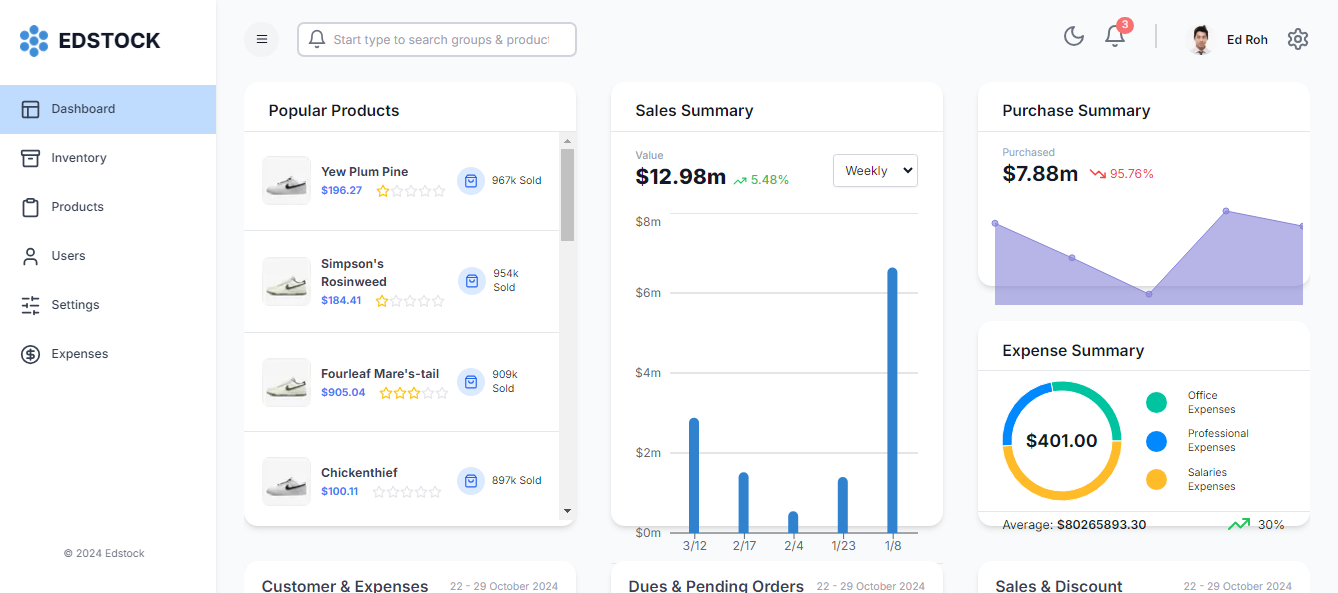 EDSTOCK
Start type to search groups & product
3
Ed Roh
Dashboard
Inventory
Products
Users
Settings
Expenses
© 2024 Edstock
Popular Products
Yew Plum Pine
$196.27
967k Sold
Simpson's
Rosinweed
$184.41
954k
Sold
Fourleaf Mare's-tail
$905.04
909k
Sold
Chickenthief
$100.11
897k Sold
Sales Summary
Value
$12.98m
5.48%
Weekly
$8m
$6m
$4m
$2m
$0m
3/12 2/17 2/4 1/23 1/8
Purchase Summary
Purchased
$7.88m
95.76%
Expense Summary
$401.00
Office
Expenses
Professional
Expenses
Salaries
Expenses
Average: $80265893.30
30%
Customer & Expenses
22 - 29 October 2024
Dues & Pending Orders
22 - 29 October 2024
Sales & Discount
22 - 29 October 2024